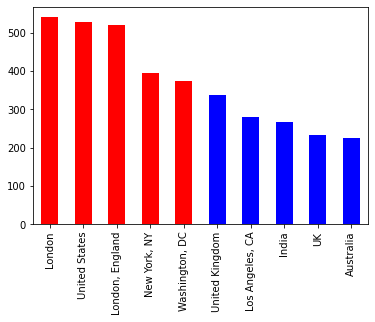 500
400
300
200
100
0
London
United States
London, England
New York, NY
Washington, DC
United Kingdom
Los Angeles, CA
India
UK
Australia